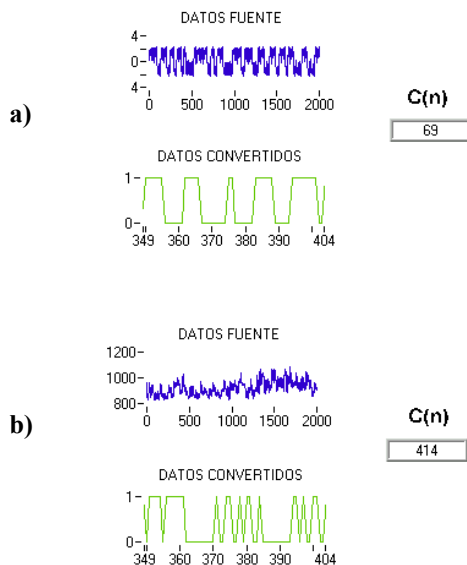 DATOS FUENTE
4
0
4
0 500 1000 1500 2000
a)
C(n)
69
DATOS CONVERTIDOS
1
0
349 360 370 380 390 404
DATOS FUENTE
1200
1000
800
0 500 1000 1500 2000
b)
C(n)
414
DATOS CONVERTIDOS
1
0
349 360 370 380 390 404